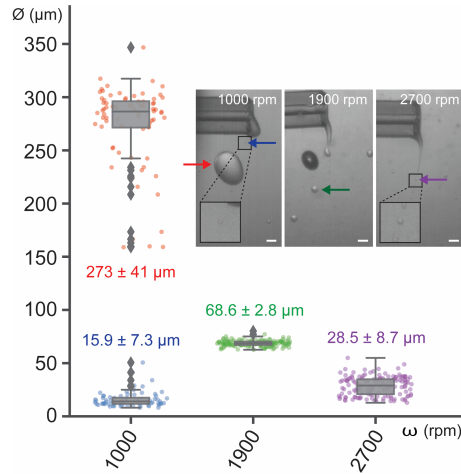 Ø (µm)
350
300
250
200
150
100
50
0
1000 rpm
1900 rpm
2700 rpm
273 ± 41 µm
68.6 ± 2.8 µm
15.9 ± 7.3 µm
28.5 ± 8.7 µm
1000
1900
2700
ω (rpm)